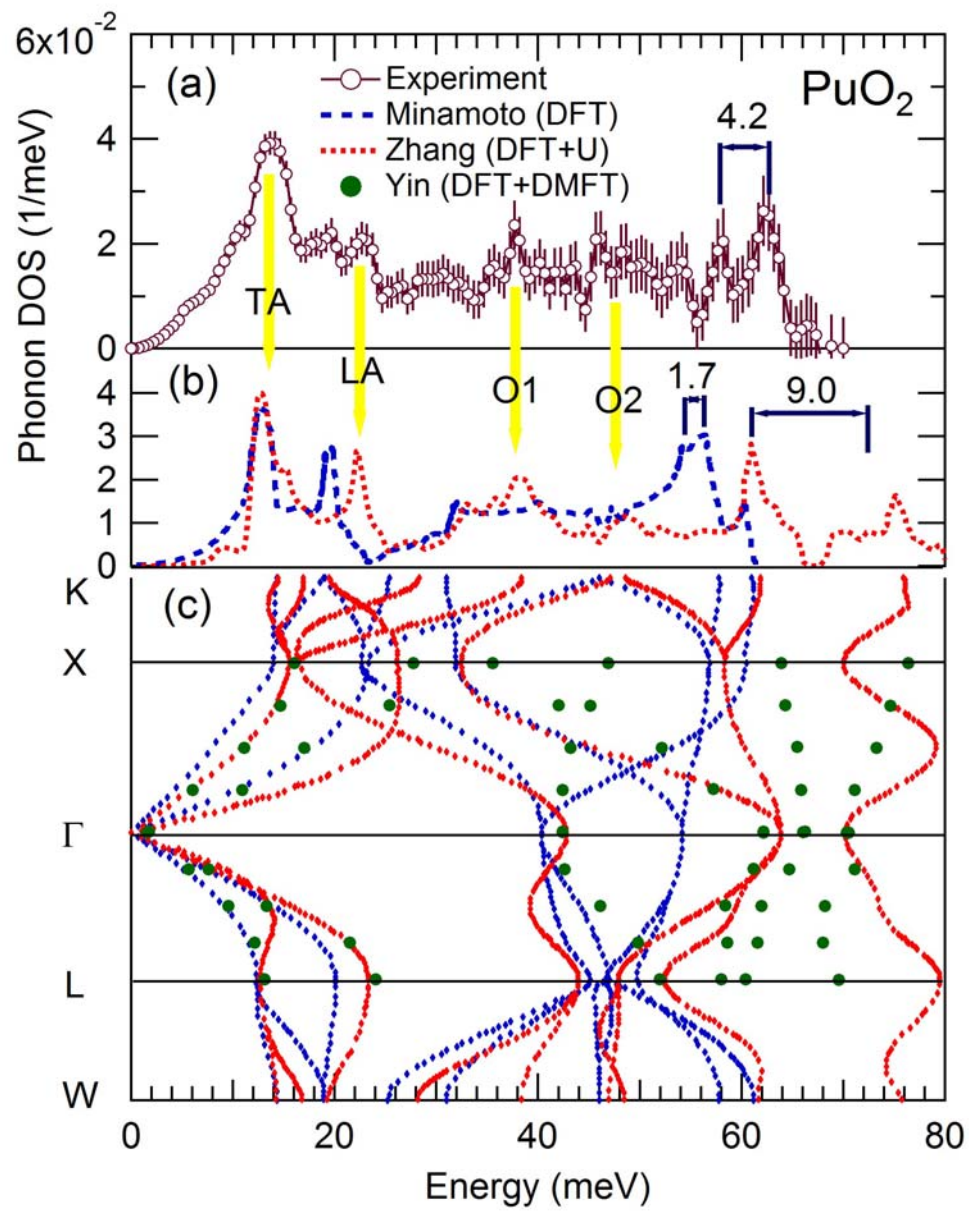 6x10⁻²
(a)
Experiment
PuO₂
Minamoto (DFT)
4.2
4
Zhang (DFT+U)
Yin (DFT+DMFT)
2
TA
0
Phonon DOS (1/meV)
(b)
LA
O1
O2
1.7
9.0
4
3
2
1
0
K
(c)
X
Γ
L
W
0
20
40
60
80
Energy (meV)